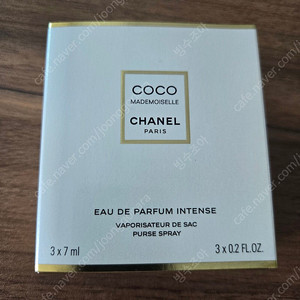 COCO
MADEMOISELLE
CHANEL
PARIS
EAU DE PARFUM INTENSE
VAPORISATEUR DE SAC
PURSE SPRAY
3 x 7 ml
3 x 0.2 FL.OZ.